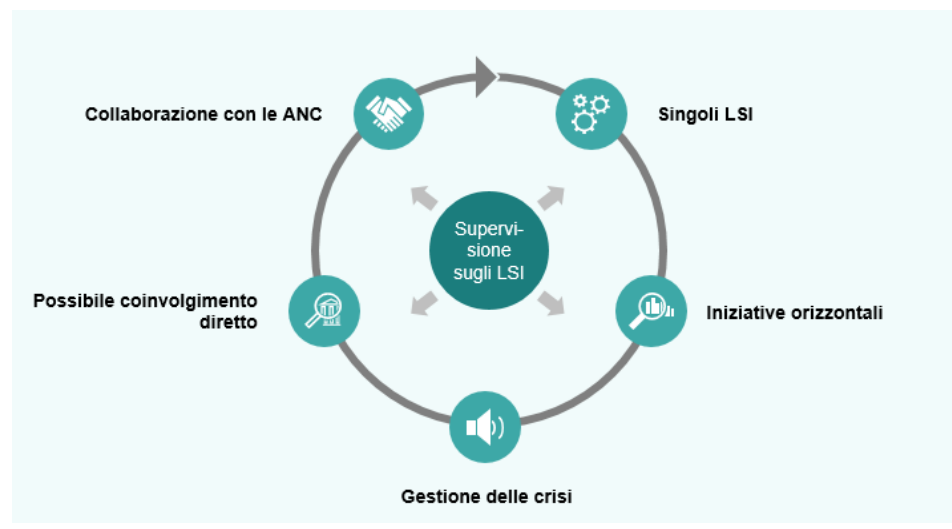 Collaborazione con le ANC
Singoli LSI
Supervi-
sione
sugli LSI
Possibile coinvolgimento
diretto
Iniziative orizzontali
Gestione delle crisi